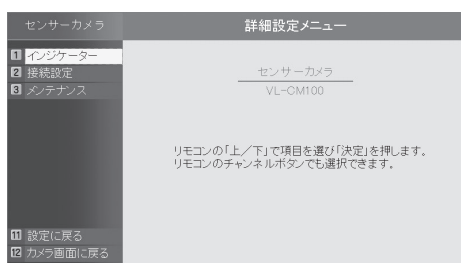 センサーカメラ
詳細設定メニュー
1 インジケーター
2 接続設定
3 メンテナンス
センサーカメラ
VL-CM100
リモコンの「上/下」で項目を選び「決定」を押します。
リモコンのチャンネルボタンでも選択できます。
11 設定に戻る
12 カメラ画面に戻る